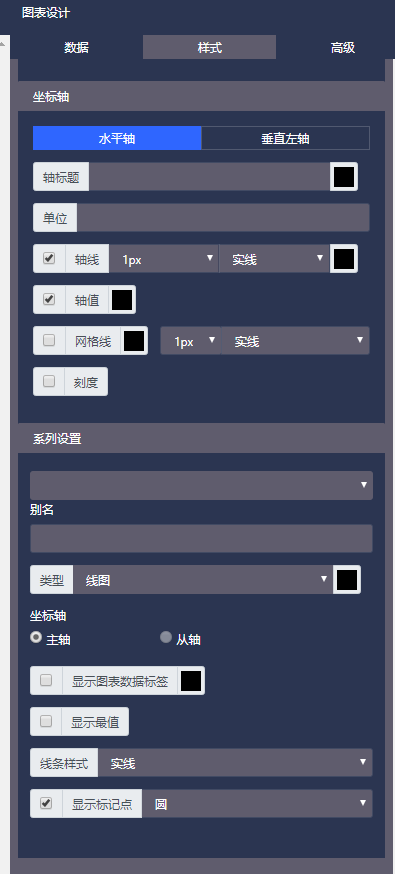 图表设计
数据 样式 高级
坐标轴
水平轴 垂直左轴
轴标题
单位
轴线 1px 实线
轴值
网格线 1px 实线
刻度
系列设置
别名
类型 线图
坐标轴
主轴 从轴
显示图表数据标签
显示最值
线条样式 实线
显示标记点 圆